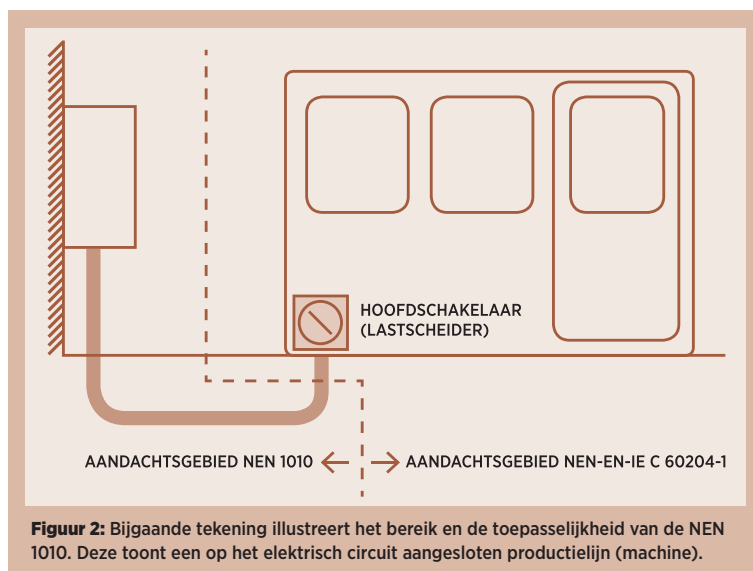 HOOFDSCHAKELAAR
(LASTSCHEIDER)
AANDACHTSGEBIED NEN 1010
AANDACHTSGEBIED NEN-EN-IE C 60204-1
Figuur 2: Bijgaande tekening illustreert het bereik en de toepasselijkheid van de NEN
1010. Deze toont een op het elektrisch circuit aangesloten productielijn (machine).